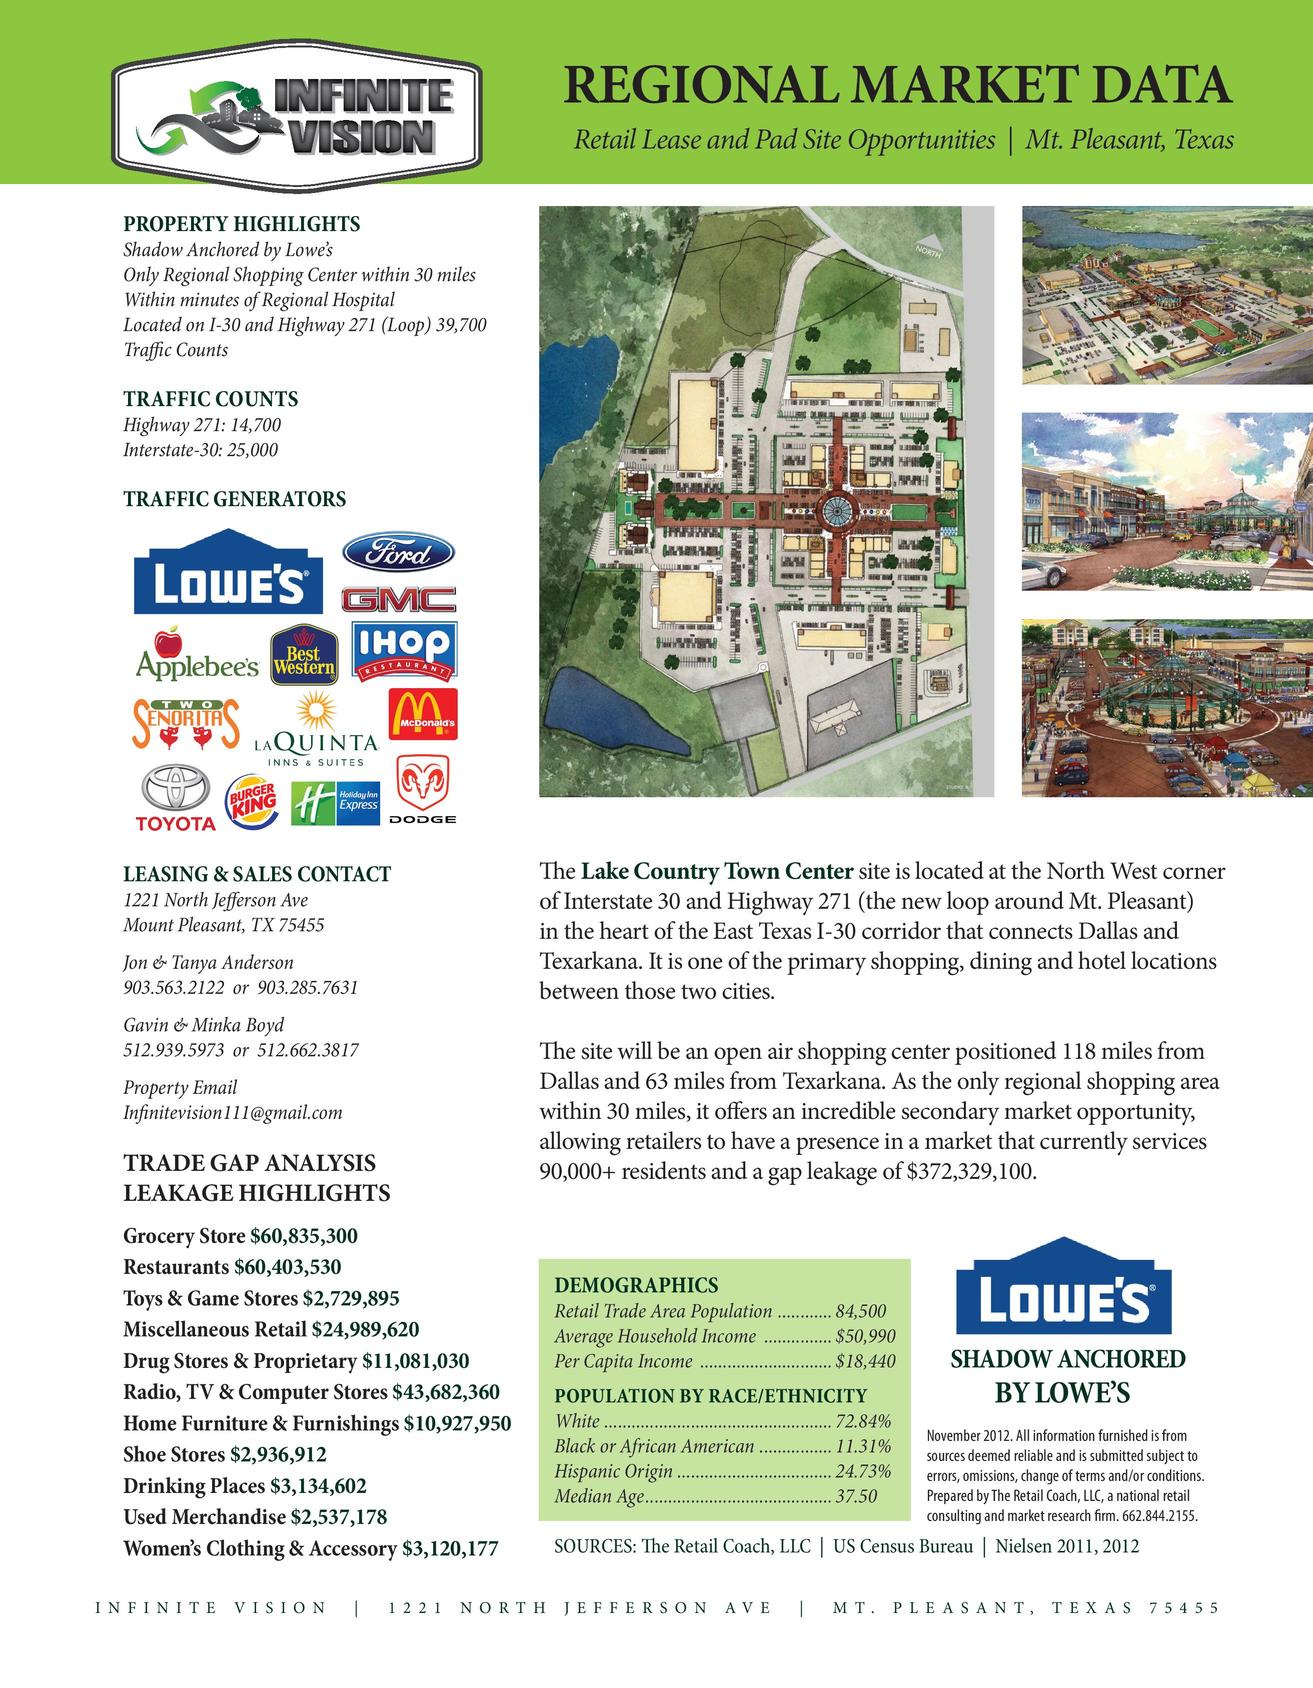 INFINITE
VISION
REGIONAL MARKET DATA
Retail Lease and Pad Site Opportunities | Mt. Pleasant, Texas
PROPERTY HIGHLIGHTS
Shadow Anchored by Lowe's
Only Regional Shopping Center within 30 miles
Within minutes of Regional Hospital
Located on I-30 and Highway 271 (Loop) 39,700
Traffic Counts
TRAFFIC COUNTS
Highway 271: 14,700
Interstate-30: 25,000
TRAFFIC GENERATORS
LOWE'S®
Ford
GMC
Applebee's
Best
Western
IHOP
RESTAURANT
TWO
SENORITAS
LAQUINTA
INNS & SUITES
McDonald's
TOYOTA
BURGER
KING
H
Holiday Inn
Express
DODGE
NORTH
LEASING & SALES CONTACT
1221 North Jefferson Ave
Mount Pleasant, TX 75455
Jon & Tanya Anderson
903.563.2122 or 903.285.7631
Gavin & Minka Boyd
512.939.5973 or 512.662.3817
Property Email
Infinitevision111@gmail.com
TRADE GAP ANALYSIS
LEAKAGE HIGHLIGHTS
Grocery Store $60,835,300
Restaurants $60,403,530
Toys & Game Stores $2,729,895
Miscellaneous Retail $24,989,620
Drug Stores & Proprietary $11,081,030
Radio, TV & Computer Stores $43,682,360
Home Furniture & Furnishings $10,927,950
Shoe Stores $2,936,912
Drinking Places $3,134,602
Used Merchandise $2,537,178
Women's Clothing & Accessory $3,120,177
The Lake Country Town Center site is located at the North West corner
of Interstate 30 and Highway 271 (the new loop around Mt. Pleasant)
in the heart of the East Texas I-30 corridor that connects Dallas and
Texarkana. It is one of the primary shopping, dining and hotel locations
between those two cities.
The site will be an open air shopping center positioned 118 miles from
Dallas and 63 miles from Texarkana. As the only regional shopping area
within 30 miles, it offers an incredible secondary market opportunity,
allowing retailers to have a presence in a market that currently services
90,000+ residents and a gap leakage of $372,329,100.
DEMOGRAPHICS
Retail Trade Area Population ........... 84,500
Average Household Income .............. $50,990
Per Capita Income ........................... $18,440
POPULATION BY RACE/ETHNICITY
White .............................................. 72.84%
Black or African American ............... 11.31%
Hispanic Origin ............................... 24.73%
Median Age...................................... 37.50
LOWE'S®
SHADOW ANCHORED
BY LOWE'S
November 2012. All information furnished is from
sources deemed reliable and is submitted subject to
errors, omissions, change of terms and/or conditions.
Prepared by The Retail Coach, LLC, a national retail
consulting and market research firm. 662.844.2155.
SOURCES: The Retail Coach, LLC | US Census Bureau | Nielsen 2011, 2012
INFINITE VISION | 1221 NORTH JEFFERSON AVE | MT. PLEASANT, TEXAS 75455